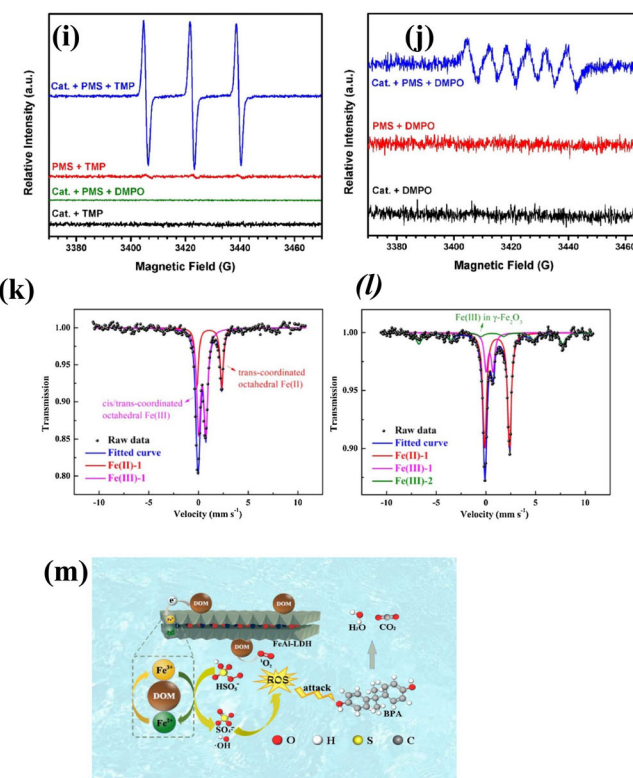 (i)
Relative Intensity (a.u.)
Cat. + PMS + TMP
PMS + TMP
Cat. + PMS + DMPO
Cat. + TMP
3380 3400 3420 3440 3460
Magnetic Field (G)
(j)
Relative Intensity (a.u.)
Cat. + PMS + DMPO
PMS + DMPO
Cat. + DMPO
3380 3400 3420 3440 3460
Magnetic Field (G)
(k)
Transmission
1.00
0.95
0.90
0.85
0.80
trans-coordinated
octahedral Fe(II)
cis/trans-coordinated
octahedral Fe(III)
Raw data
Fitted curve
Fe(II)-1
Fe(III)-1
-10 -5 0 5 10
Velocity (mm s⁻¹)
(l)
Transmission
1.00
0.95
0.90
Fe(III) in γ-Fe₂O₃
Raw data
Fitted curve
Fe(II)-1
Fe(III)-1
Fe(III)-2
-10 -5 0 5 10
Velocity (mm s⁻¹)
(m)
e⁻
DOM
DOM
FeAl-LDH
DOM
¹O₂
Fe³⁺
DOM
Fe²⁺
HSO₅⁻
SO₄•⁻
·OH
ROS
attack
BPA
H₂O
CO₂
O H S C